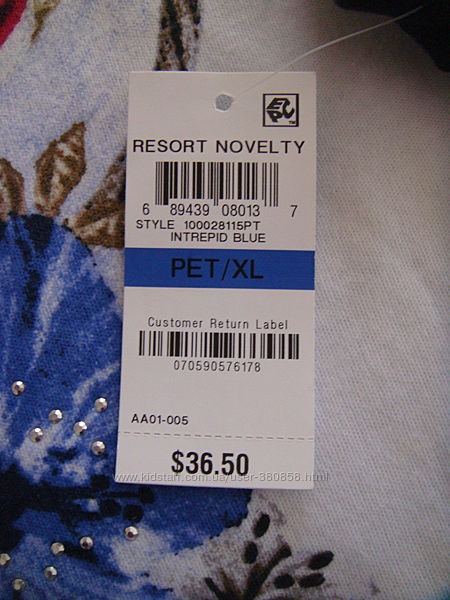 RESORT NOVELTY
6 89439 08013 7
STYLE 100028115PT
INTREPID BLUE
PET/XL
Customer Return Label
070590576178
AA01-005
$36.50
www.kidstaff.com.ua/user-380858.html